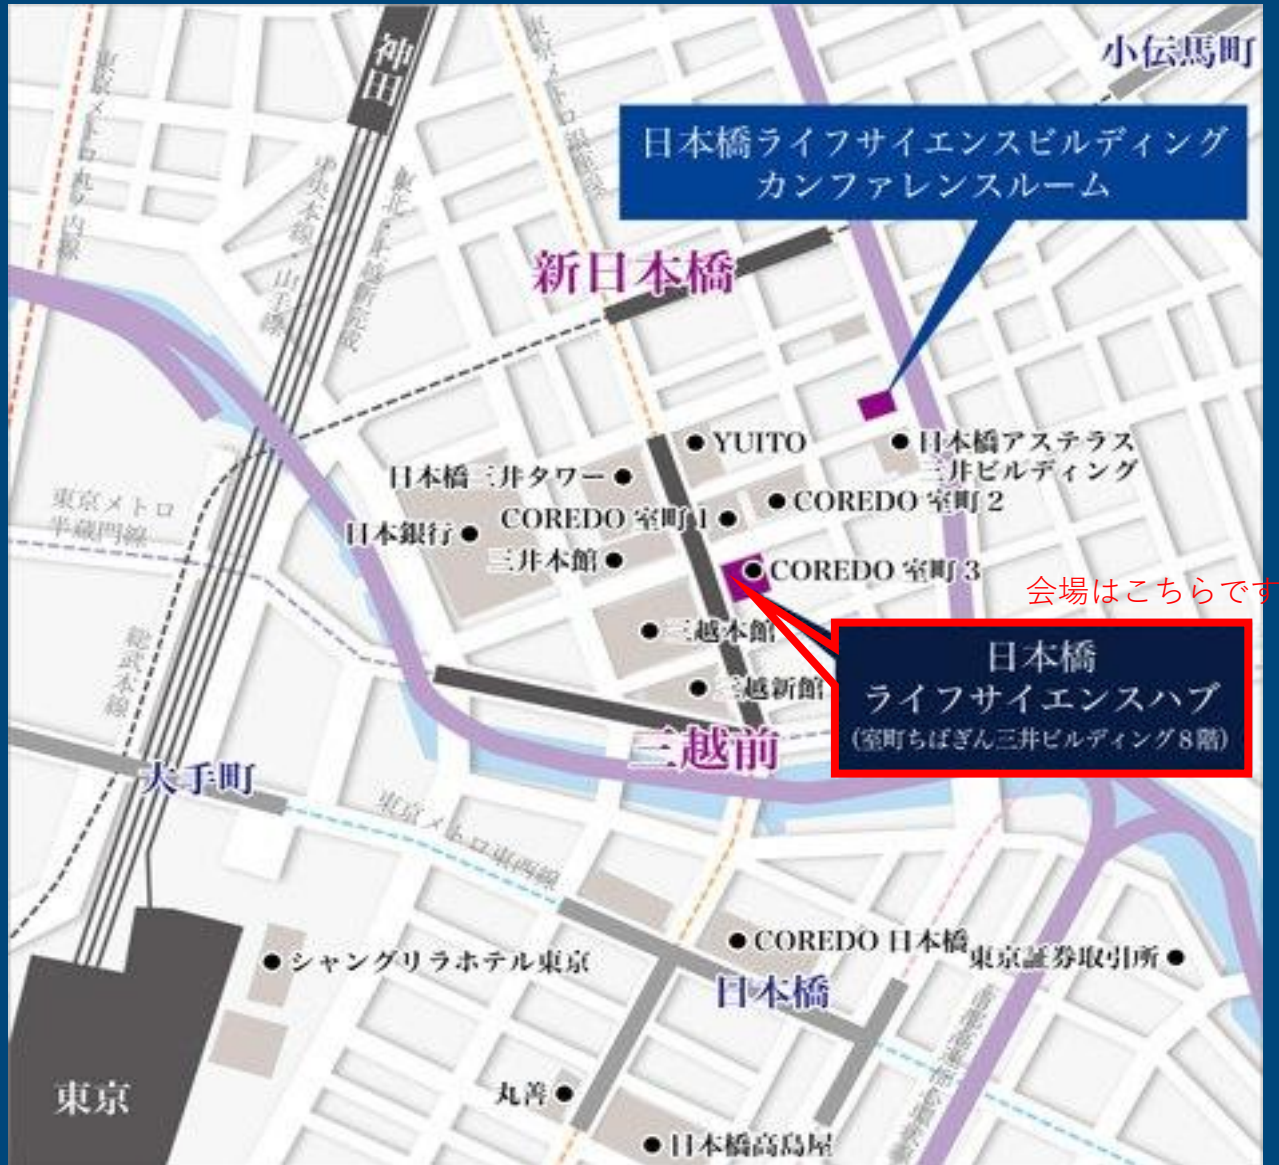 神田
小伝馬町
東京メトロ丸ノ内線
東京メトロ銀座線
中央本線・山手線
東北・上越新幹線
日本橋ライフサイエンスビルディング
カンファレンスルーム
新日本橋
YUITO
日本橋アステラス
三井ビルディング
日本橋三井タワー
COREDO 室町 2
東京メトロ
半蔵門線
日本銀行
COREDO 室町 1
三井本館
COREDO 室町 3
会場はこちらです
三越本館
総武本線
三越新館
日本橋
ライフサイエンスハブ
(室町ちばぎん三井ビルディング8階)
三越前
大手町
東京メトロ東西線
シャングリラホテル東京
COREDO 日本橋
東京証券取引所
日本橋
東京
丸善
日本橋高島屋